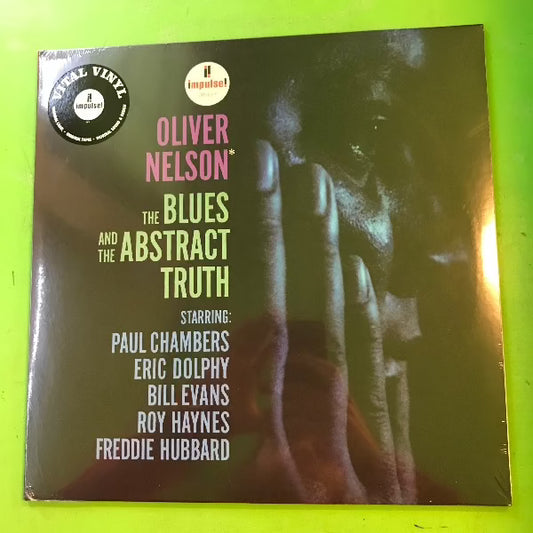 VITAL VINYL
impulse!
impulse!
OLIVER
NELSON*
THE BLUES
AND THE ABSTRACT
TRUTH
STARRING:
PAUL CHAMBERS
ERIC DOLPHY
BILL EVANS
ROY HAYNES
FREDDIE HUBBARD